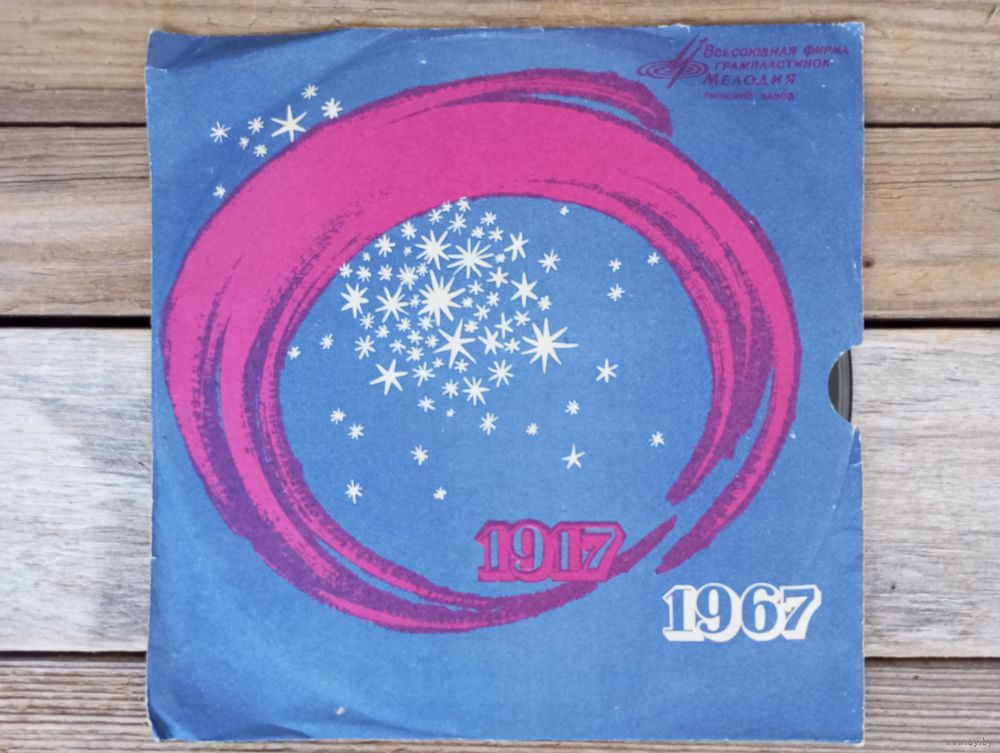 Всесоюзная фирма
грампластинок
Мелодия
Рижский завод
1917
1967